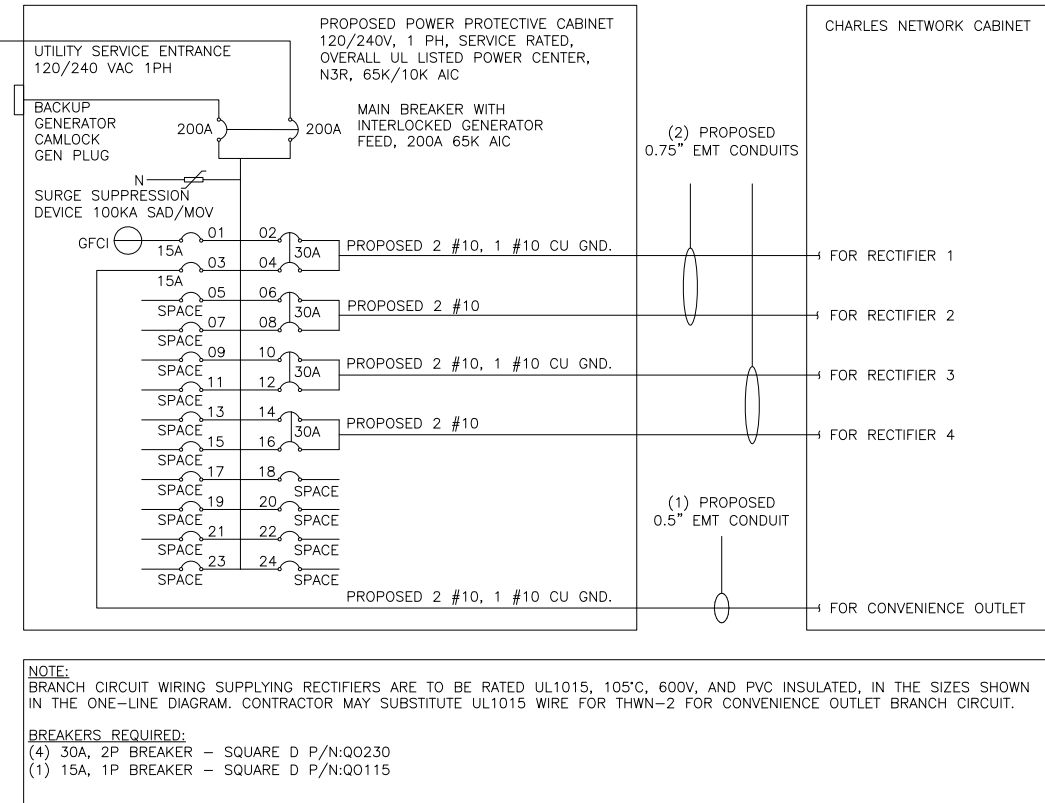 PROPOSED POWER PROTECTIVE CABINET
120/240V, 1 PH, SERVICE RATED,
OVERALL UL LISTED POWER CENTER,
N3R, 65K/10K AIC
CHARLES NETWORK CABINET
UTILITY SERVICE ENTRANCE
120/240 VAC 1PH
BACKUP
GENERATOR
CAMLOCK
GEN PLUG
200A
200A
MAIN BREAKER WITH
INTERLOCKED GENERATOR
FEED, 200A 65K AIC
(2) PROPOSED
0.75" EMT CONDUITS
N
SURGE SUPPRESSION
DEVICE 100KA SAD/MOV
GFCI
15A
01
02
30A
PROPOSED 2 #10, 1 #10 CU GND.
FOR RECTIFIER 1
15A
03
04
SPACE
05
06
30A
PROPOSED 2 #10
FOR RECTIFIER 2
SPACE
07
08
SPACE
09
10
30A
PROPOSED 2 #10, 1 #10 CU GND.
FOR RECTIFIER 3
SPACE
11
12
SPACE
13
14
30A
PROPOSED 2 #10
FOR RECTIFIER 4
SPACE
15
16
SPACE
17
18
SPACE
SPACE
19
20
SPACE
SPACE
21
22
SPACE
SPACE
23
24
SPACE
(1) PROPOSED
0.5" EMT CONDUIT
PROPOSED 2 #10, 1 #10 CU GND.
FOR CONVENIENCE OUTLET
NOTE:
BRANCH CIRCUIT WIRING SUPPLYING RECTIFIERS ARE TO BE RATED UL1015, 105°C, 600V, AND PVC INSULATED, IN THE SIZES SHOWN
IN THE ONE-LINE DIAGRAM. CONTRACTOR MAY SUBSTITUTE UL1015 WIRE FOR THWN-2 FOR CONVENIENCE OUTLET BRANCH CIRCUIT.
BREAKERS REQUIRED:
(4) 30A, 2P BREAKER - SQUARE D P/N:QO230
(1) 15A, 1P BREAKER - SQUARE D P/N:QO115